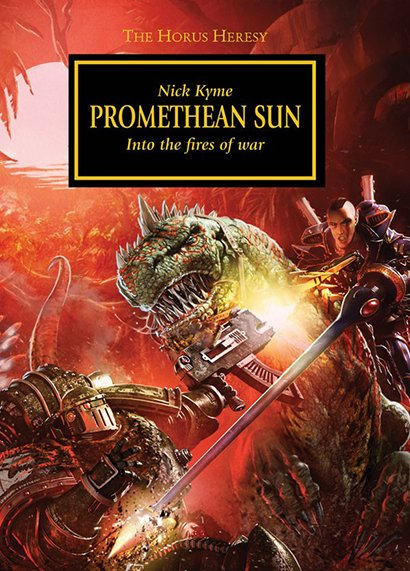 THE HORUS HERESY
Nick Kyme
PROMETHEAN SUN
Into the fires of war